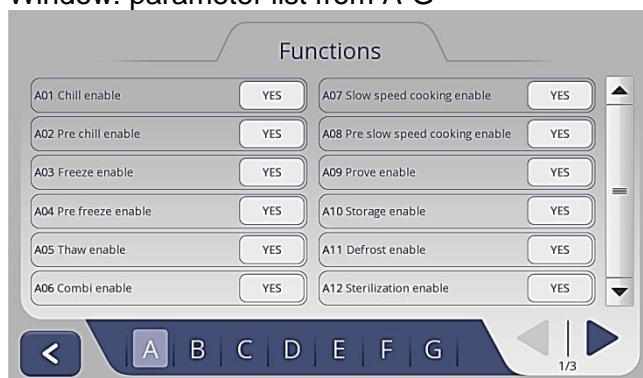 Window: parameter list from A-G
Functions
A01 Chill enable YES
A07 Slow speed cooking enable YES
A02 Pre chill enable YES
A08 Pre slow speed cooking enable YES
A03 Freeze enable YES
A09 Prove enable YES
A04 Pre freeze enable YES
A10 Storage enable YES
A05 Thaw enable YES
A11 Defrost enable YES
A06 Combi enable YES
A12 Sterilization enable YES
A B C D E F G
1/3